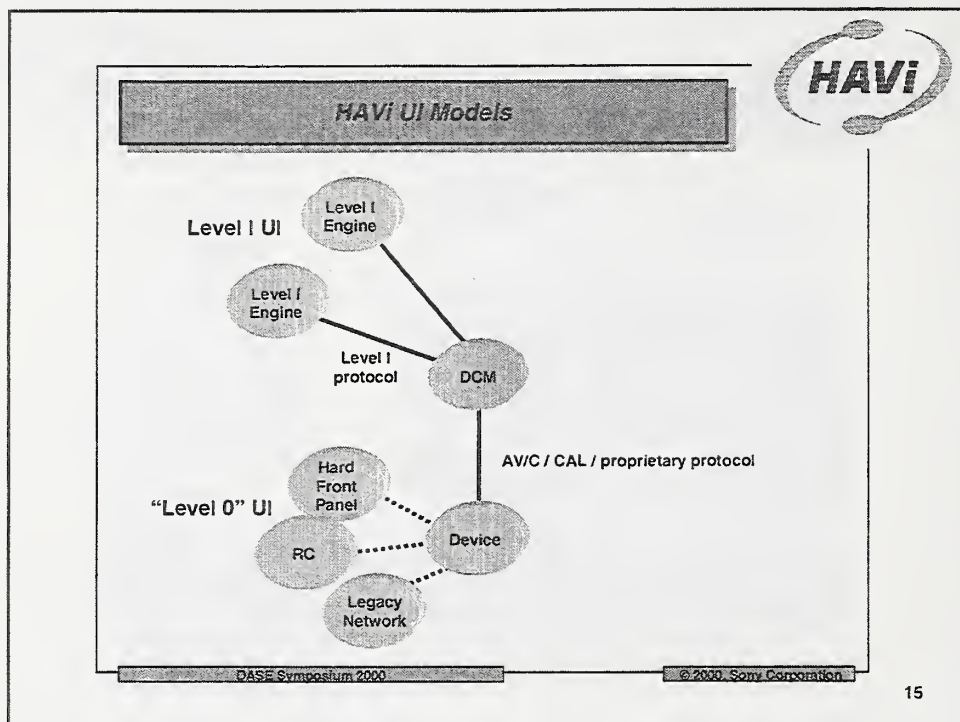 HAVi
HAVi UI Models
Level I
Engine
Level I UI
Level I
Engine
Level I
protocol
DCM
AV/C / CAL / proprietary protocol
Hard
Front
Panel
"Level 0" UI
RC
Device
Legacy
Network
DASE Symposium 2000
© 2000, Sony Corporation
15